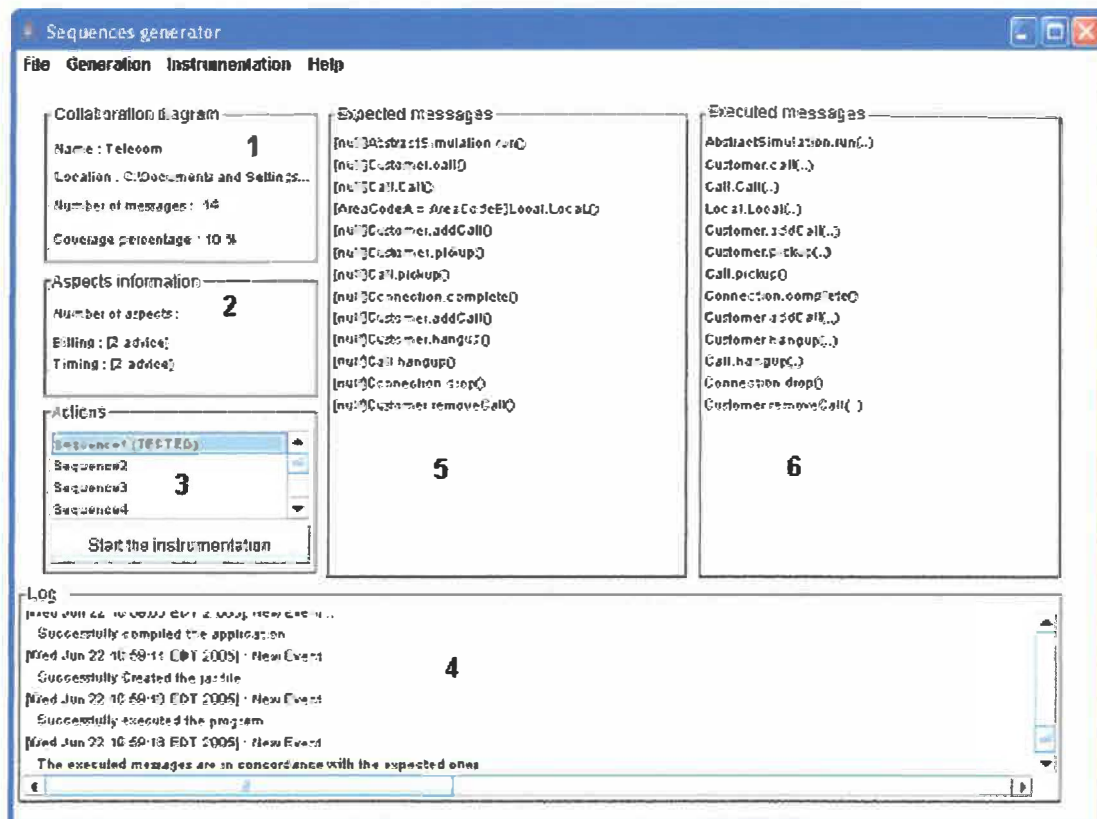 Sequences generator
File Generation Instrumentation Help
Collaboration diagram
1
Name : Telecom
Location : C:\Documents and Settings...
Number of messages : 14
Coverage percentage : 10 %
Aspects information
2
Number of aspects :
Billing : [2 advice]
Timing : [2 advice]
Actions
Sequence1 (TESTED)
Sequence2
Sequence3
Sequence4
3
Start the instrumentation
Expected messages
[null]AbstractSimulation.run()
[null]Customer.call()
[null]Call.Call()
[AreaCodeA = AreaCodeB]Local.Local()
[null]Customer.addCall()
[null]Customer.pickup()
[null]Call.pickup()
[null]Connection.complete()
[null]Customer.addCall()
[null]Customer.hangup()
[null]Call.hangup()
[null]Connection.drop()
[null]Customer.removeCall()
5
Executed messages
AbstractSimulation.run(..)
Customer.call(..)
Call.Call(..)
Local.Local(..)
Customer.addCall(..)
Customer.pickup(..)
Call.pickup()
Connection.complete()
Customer.addCall(..)
Customer.hangup(..)
Call.hangup(..)
Connection.drop()
Customer.removeCall(..)
6
Log
Successfully compiled the application
[Wed Jun 22 10:59:11 EDT 2005] : New Event
Successfully Created the jarfile
[Wed Jun 22 10:59:13 EDT 2005] : New Event
Successfully executed the program
[Wed Jun 22 10:59:18 EDT 2005] : New Event
The executed messages are in concordance with the expected ones
4